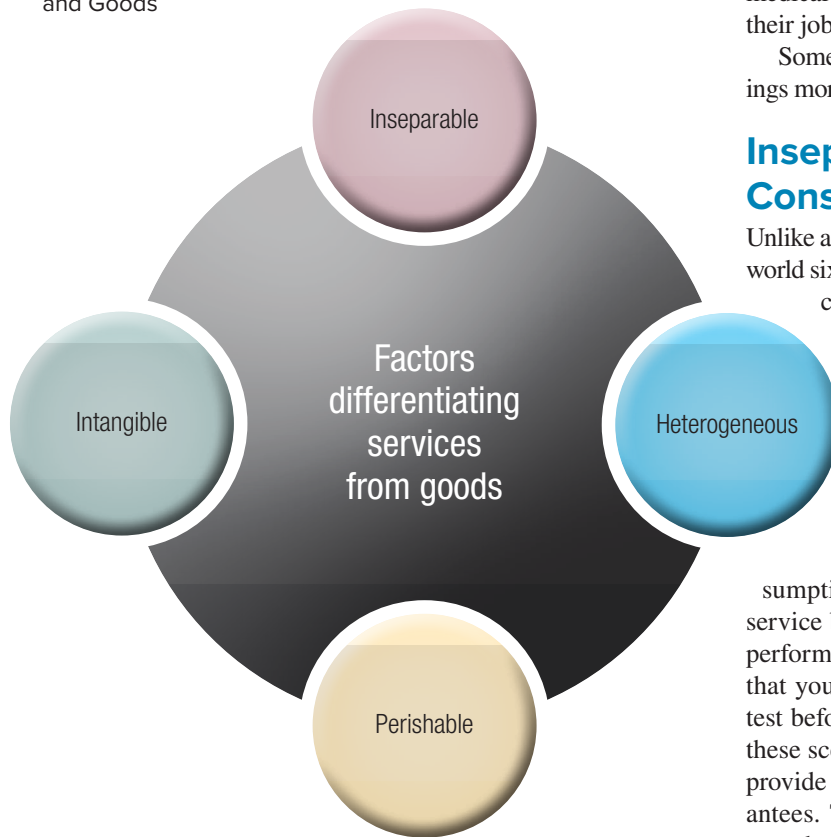 and Goods
Inseparable
Intangible
Factors
differentiating
services
from goods
Heterogeneous
Perishable
their job
Some
ings mor
Insep
Cons
Unlike a
world six
c
sumpti
service
perform
that you
test befo
these sc
provide
antees.